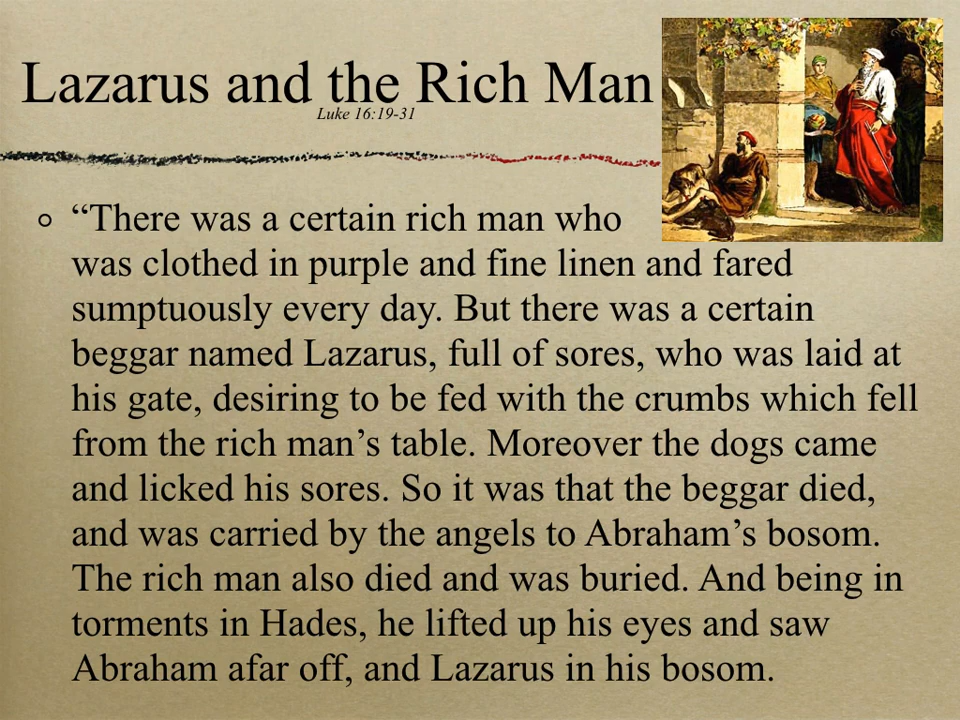 Lazarus and the Rich Man
Luke 16:19-31
“There was a certain rich man who
was clothed in purple and fine linen and fared
sumptuously every day. But there was a certain
beggar named Lazarus, full of sores, who was laid at
his gate, desiring to be fed with the crumbs which fell
from the rich man’s table. Moreover the dogs came
and licked his sores. So it was that the beggar died,
and was carried by the angels to Abraham’s bosom.
The rich man also died and was buried. And being in
torments in Hades, he lifted up his eyes and saw
Abraham afar off, and Lazarus in his bosom.